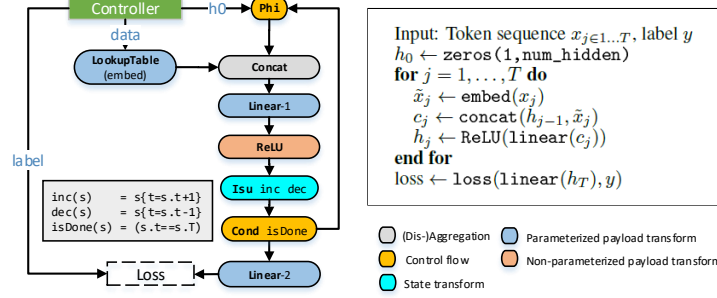 Controller
h0
Phi
data
LookupTable
(embed)
Concat
Linear-1
ReLU
label
Isu inc dec
inc(s) = s{t=s.t+1}
dec(s) = s{t=s.t-1}
isDone(s) = (s.t==s.T)
Cond isDone
Loss
Linear-2
Input: Token sequence x_{j∈1…T}, label y
h_0 ← zeros(1,num_hidden)
for j = 1, . . . , T do
x̃_j ← embed(x_j)
c_j ← concat(h_{j−1}, x̃_j)
h_j ← ReLU(linear(c_j))
end for
loss ← loss(linear(h_T), y)
(Dis-)Aggregation
Parameterized payload transform
Control flow
Non-parameterized payload transform
State transform